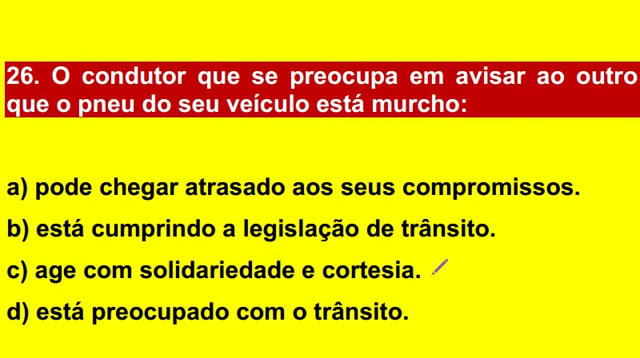 26. O condutor que se preocupa em avisar ao outro
que o pneu do seu veículo está murcho:
a) pode chegar atrasado aos seus compromissos.
b) está cumprindo a legislação de trânsito.
c) age com solidariedade e cortesia.
d) está preocupado com o trânsito.